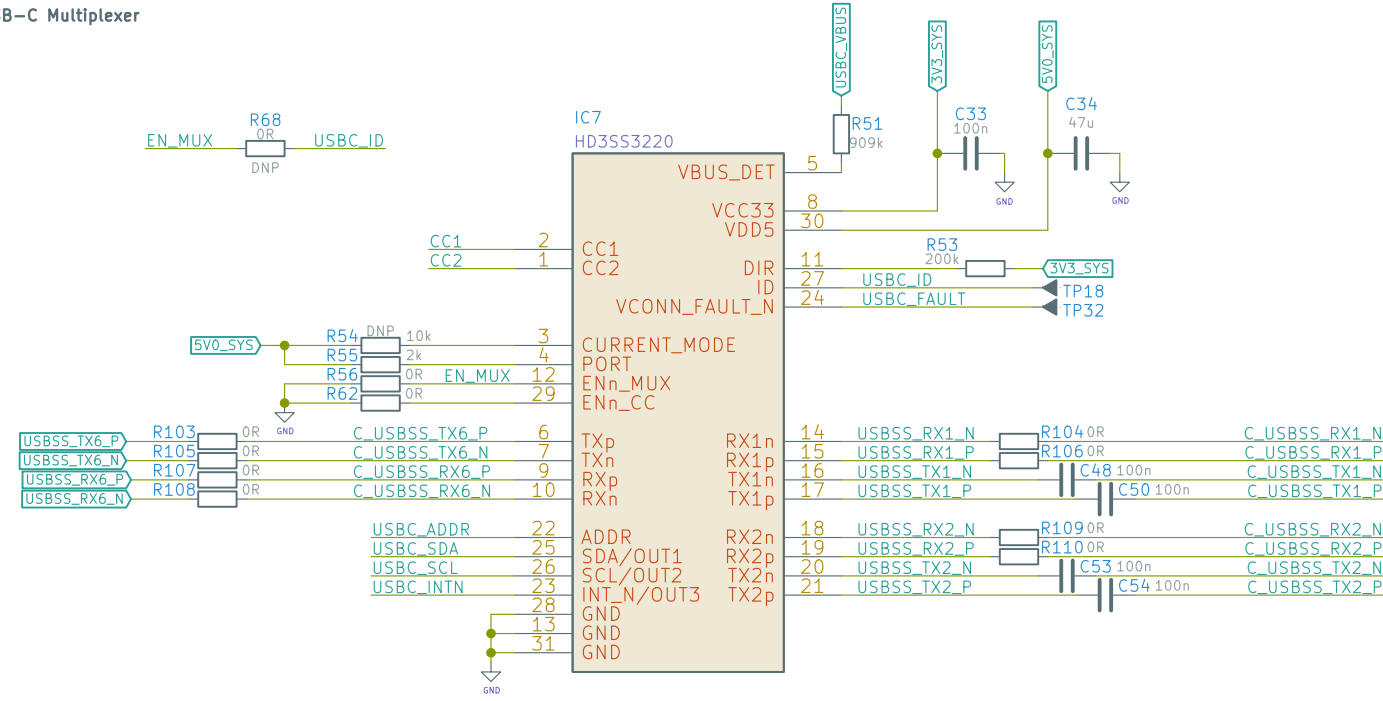 B-C Multiplexer
USBC_VBUS
3V3_SYS
5V0_SYS
R68
0R
EN_MUX
USBC_ID
DNP
IC7
HD3SS3220
R51
909k
C33
100n
C34
47u
GND
GND
VBUS_DET 5
VCC33 8
VDD5 30
CC1 2 CC1
CC2 1 CC2
DIR 11
R53
200k
3V3_SYS
ID 27 USBC_ID TP18
VCONN_FAULT_N 24 USBC_FAULT TP32
5V0_SYS
R54 DNP 10k 3 CURRENT_MODE
R55 2k 4 PORT
R56 0R EN_MUX 12 ENn_MUX
R62 0R 29 ENn_CC
GND
USBSS_TX6_P R103 0R C_USBSS_TX6_P 6 TXp
USBSS_TX6_N R105 0R C_USBSS_TX6_N 7 TXn
USBSS_RX6_P R107 0R C_USBSS_RX6_P 9 RXp
USBSS_RX6_N R108 0R C_USBSS_RX6_N 10 RXn
RX1n 14 USBSS_RX1_N R104 0R C_USBSS_RX1_N
RX1p 15 USBSS_RX1_P R106 0R C_USBSS_RX1_P
TX1n 16 USBSS_TX1_N C48 100n C_USBSS_TX1_N
TX1p 17 USBSS_TX1_P C50 100n C_USBSS_TX1_P
USBC_ADDR 22 ADDR
USBC_SDA 25 SDA/OUT1
USBC_SCL 26 SCL/OUT2
USBC_INTN 23 INT_N/OUT3
28 GND
13 GND
31 GND
GND
RX2n 18 USBSS_RX2_N R109 0R C_USBSS_RX2_N
RX2p 19 USBSS_RX2_P R110 0R C_USBSS_RX2_P
TX2n 20 USBSS_TX2_N C53 100n C_USBSS_TX2_N
TX2p 21 USBSS_TX2_P C54 100n C_USBSS_TX2_P